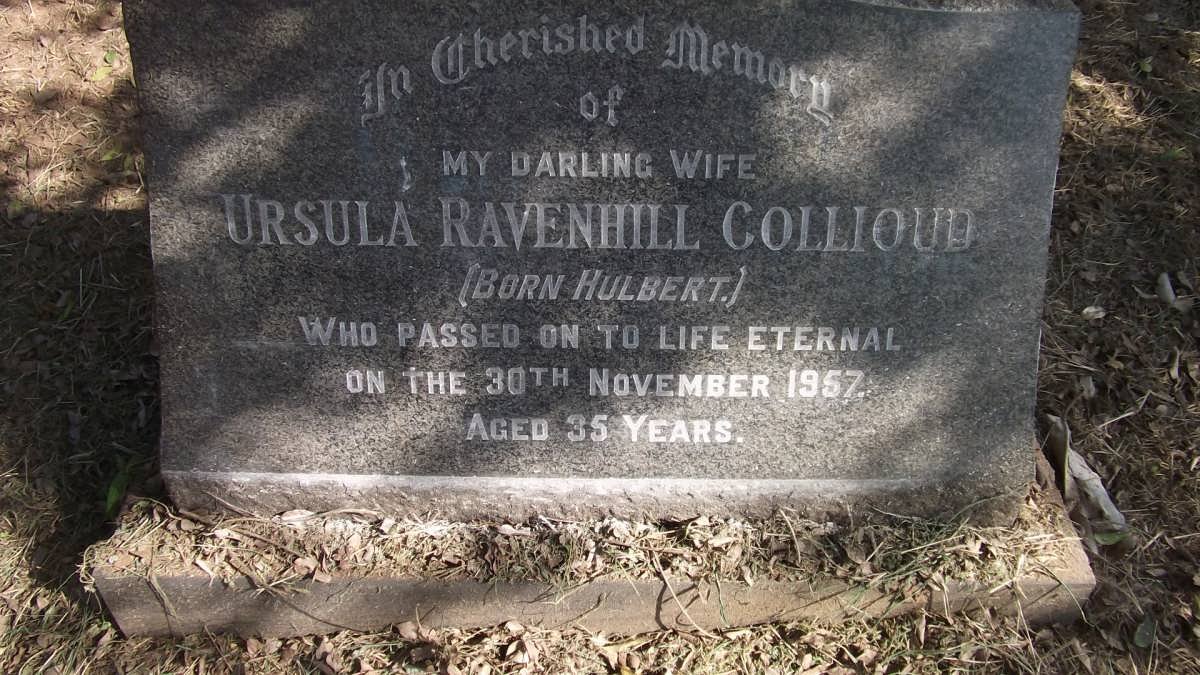 In Cherished Memory
of
MY DARLING WIFE
URSULA RAVENHILL COLLIOUD
(BORN HULBERT.)
WHO PASSED ON TO LIFE ETERNAL
ON THE 30TH NOVEMBER 1957.
AGED 35 YEARS.